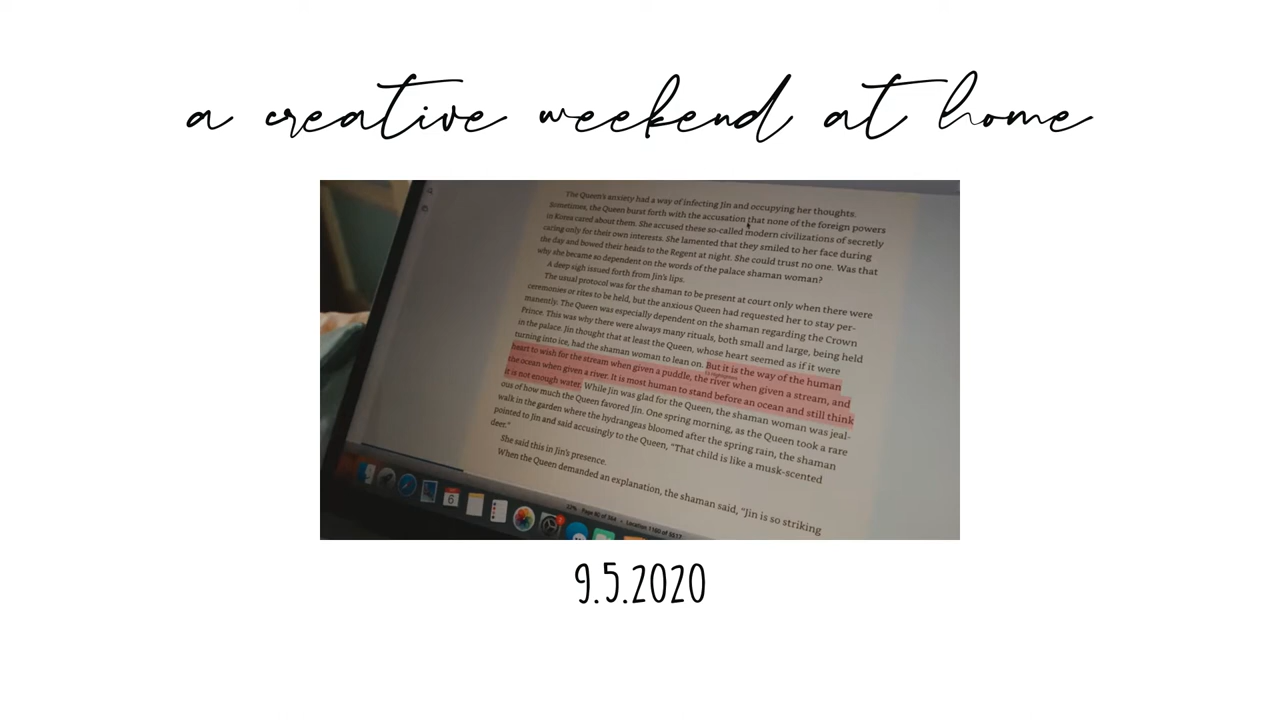 a creative weekend at home
The Queen's anxiety had a way of infecting Jin and occupying her thoughts.
Sometimes, the Queen burst forth with the accusation that none of the foreign powers
in Korea cared about them. She accused these so-called modern civilizations of secretly
caring only for their own interests. She lamented that they smiled to her face during
the day and bowed their heads to the Regent at night. She could trust no one. Was that
why she became so dependent on the words of the palace shaman woman?
A deep sigh issued forth from Jin's lips.
The usual protocol was for the shaman to be present at court only when there were
ceremonies or rites to be held, but the anxious Queen had requested her to stay per-
manently. The Queen was especially dependent on the shaman regarding the Crown
Prince. This was why there were always many rituals, both small and large, being held
in the palace. Jin thought that at least the Queen, whose heart seemed as if it were
turning into ice, had the shaman woman to lean on. But it is the way of the human
heart to wish for the stream when given a puddle, the river when given a stream, and
the ocean when given a river. It is most human to stand before an ocean and still think
it is not enough water. While Jin was glad for the Queen, the shaman woman was jeal-
ous of how much the Queen favored Jin. One spring morning, as the Queen took a rare
walk in the garden where the hydrangeas bloomed after the spring rain, the shaman
pointed to Jin and said accusingly to the Queen, "That child is like a musk-scented
deer."
She said this in Jin's presence.
When the Queen demanded an explanation, the shaman said, "Jin is so striking
22% Page 80 of 364 • Location 1160 of 5517
6
9.5.2020